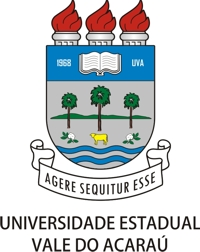 1968 UVA
AGERE SEQUITUR ESSE
UNIVERSIDADE ESTADUAL
VALE DO ACARAÚ